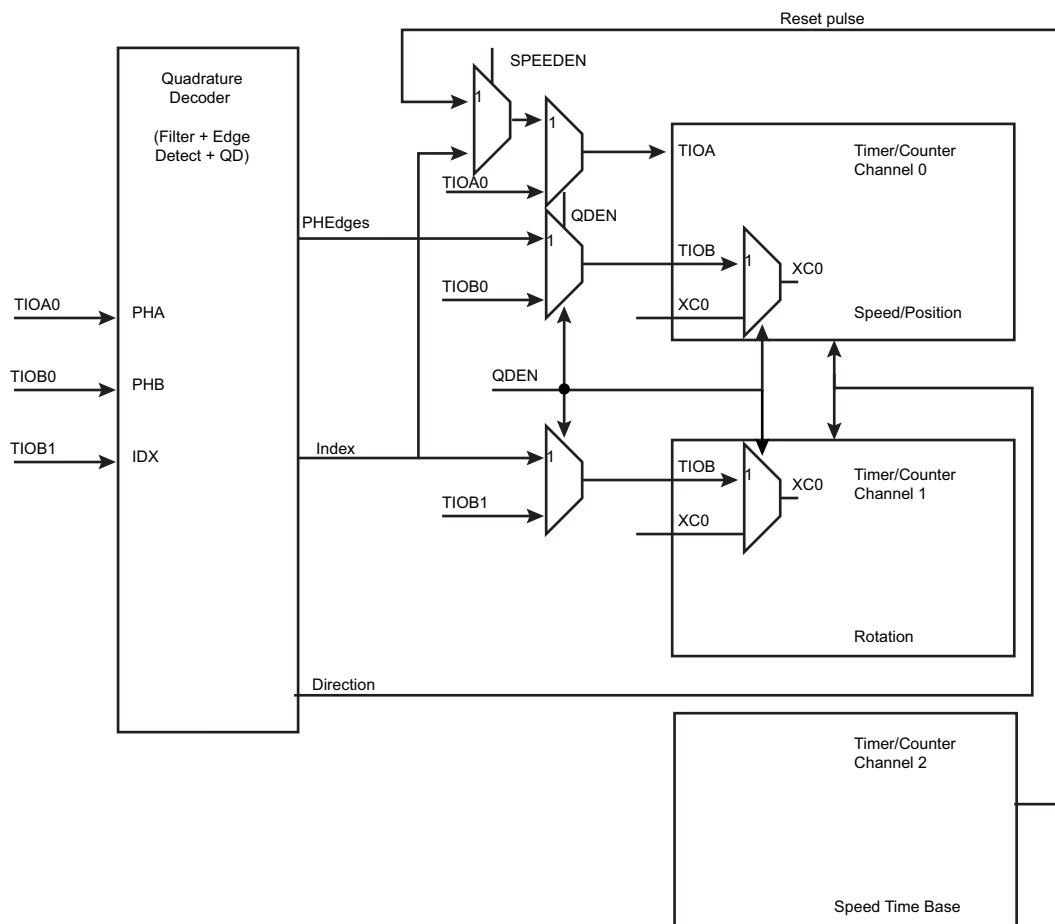 Reset pulse
Quadrature
Decoder
(Filter + Edge
Detect + QD)
SPEEDEN
1
1
TIOA
Timer/Counter
Channel 0
TIOA0
QDEN
PHEdges
1
TIOB
1
XC0
TIOB0
XC0
Speed/Position
TIOA0
PHA
TIOB0
PHB
QDEN
TIOB1
IDX
Index
1
TIOB
1
XC0
Timer/Counter
Channel 1
TIOB1
XC0
Rotation
Direction
Timer/Counter
Channel 2
Speed Time Base